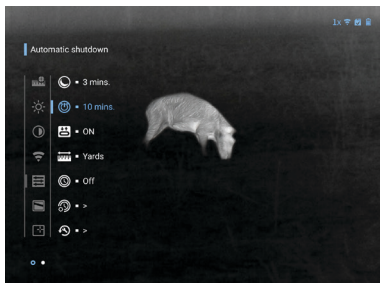 1x
Automatic shutdown
3 mins.
10 mins.
ON
Yards
Off
>
>